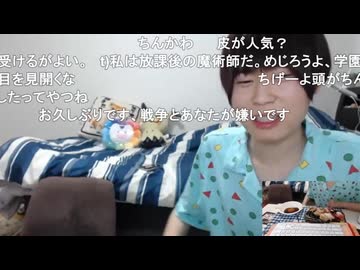 ちんかわ　　皮が人気？
受けるがよい。　ｔ)私は放課後の魔術師だ。めじろうよ、学園
目を見開くな　　ちげーよ頭がちん
したってやつね
お久しぶりです　戦争とあなたが嫌いです